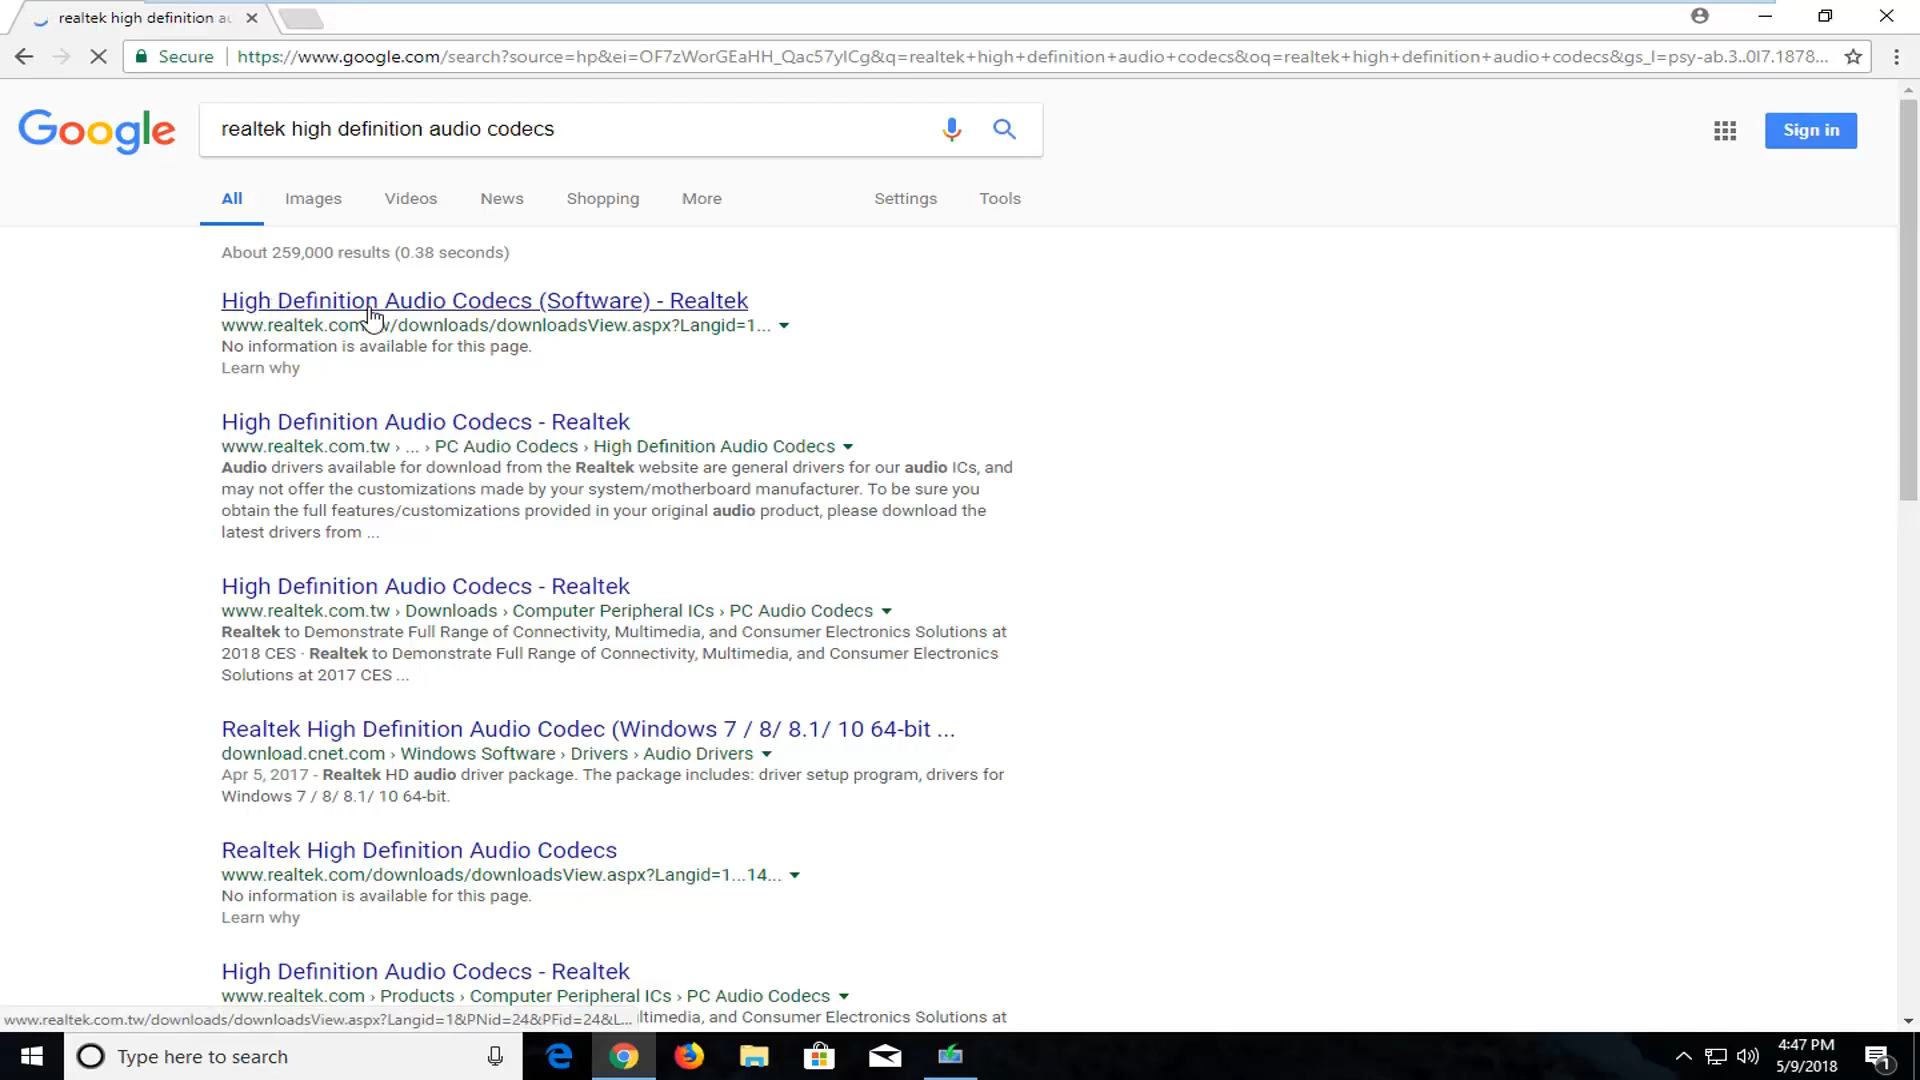 realtek high definition au
Secure
https://www.google.com/search?source=hp&ei=OF7zWorGEaHH_Qac57ylCg&q=realtek+high+definition+audio+codecs&oq=realtek+high+definition+audio+codecs&gs_l=psy-ab.3..0l7.1878...
Google
realtek high definition audio codecs
Sign in
All Images Videos News Shopping More Settings Tools
About 259,000 results (0.38 seconds)
High Definition Audio Codecs (Software) - Realtek
www.realtek.com w/downloads/downloadsView.aspx?Langid=1...
No information is available for this page.
Learn why
High Definition Audio Codecs - Realtek
www.realtek.com.tw › ... › PC Audio Codecs › High Definition Audio Codecs
Audio drivers available for download from the Realtek website are general drivers for our audio ICs, and
may not offer the customizations made by your system/motherboard manufacturer. To be sure you
obtain the full features/customizations provided in your original audio product, please download the
latest drivers from ...
High Definition Audio Codecs - Realtek
www.realtek.com.tw › Downloads › Computer Peripheral ICs › PC Audio Codecs
Realtek to Demonstrate Full Range of Connectivity, Multimedia, and Consumer Electronics Solutions at
2018 CES · Realtek to Demonstrate Full Range of Connectivity, Multimedia, and Consumer Electronics
Solutions at 2017 CES ...
Realtek High Definition Audio Codec (Windows 7 / 8/ 8.1/ 10 64-bit ...
download.cnet.com › Windows Software › Drivers › Audio Drivers
Apr 5, 2017 - Realtek HD audio driver package. The package includes: driver setup program, drivers for
Windows 7 / 8/ 8.1/ 10 64-bit.
Realtek High Definition Audio Codecs
www.realtek.com/downloads/downloadsView.aspx?Langid=1...14...
No information is available for this page.
Learn why
High Definition Audio Codecs - Realtek
www.realtek.com › Products › Computer Peripheral ICs › PC Audio Codecs
ltimedia, and Consumer Electronics Solutions at
www.realtek.com.tw/downloads/downloadsView.aspx?Langid=1&PNid=24&PFid=24&L...
Type here to search
4:47 PM
5/9/2018
1